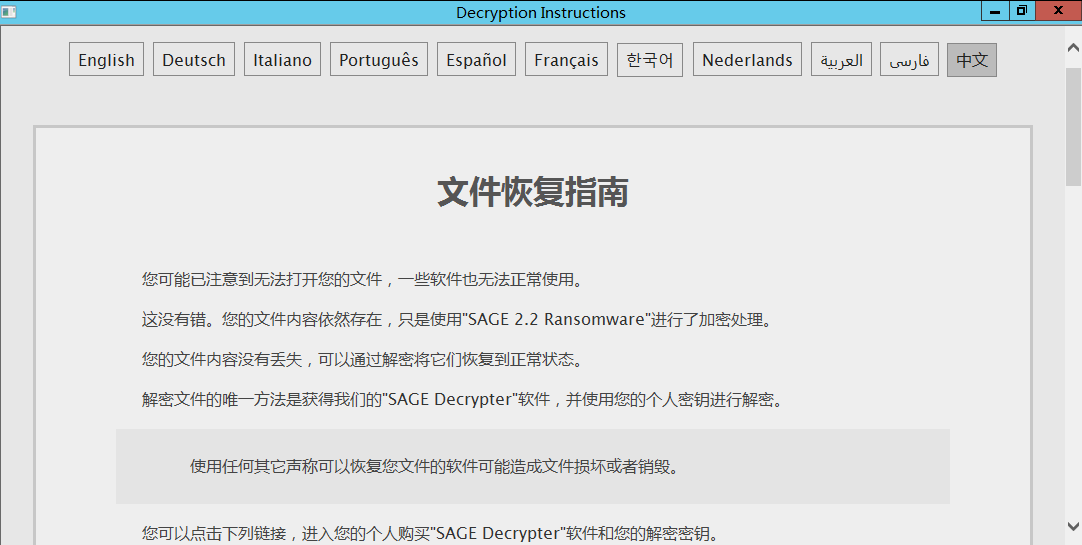 Decryption Instructions
English Deutsch Italiano Português Español Français 한국어 Nederlands العربية فارسی 中文
文件恢复指南
您可能已注意到无法打开您的文件，一些软件也无法正常使用。
这没有错。您的文件内容依然存在，只是使用"SAGE 2.2 Ransomware"进行了加密处理。
您的文件内容没有丢失，可以通过解密将它们恢复到正常状态。
解密文件的唯一方法是获得我们的"SAGE Decrypter"软件，并使用您的个人密钥进行解密。
使用任何其它声称可以恢复您文件的软件可能造成文件损坏或者销毁。
您可以点击下列链接，进入您的个人购买"SAGE Decrypter"软件和您的解密密钥。